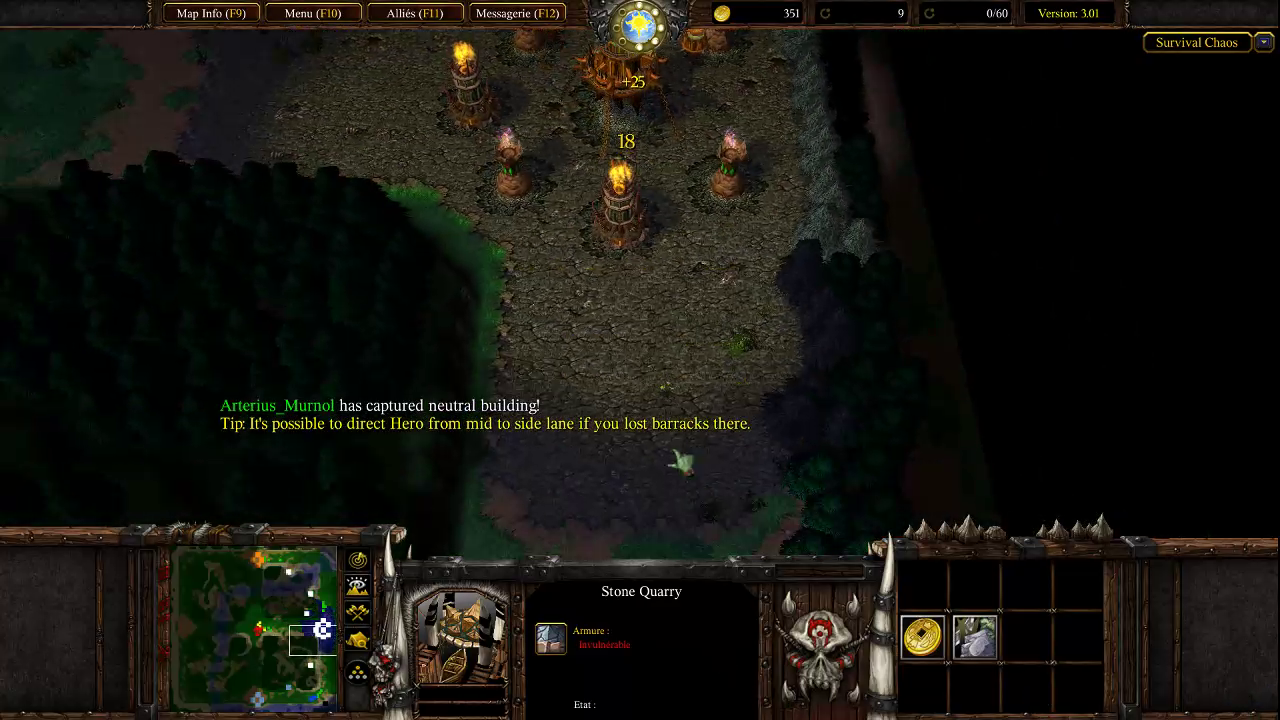 Map Info (F9)
Menu (F10)
Alliés (F11)
Messagerie (F12)
351
9
0/60
Version: 3.01
Survival Chaos
+25
18
Arterius_Murnol has captured neutral building!
Tip: It's possible to direct Hero from mid to side lane if you lost barracks there.
Stone Quarry
Armure :
Invulnérable
Etat :